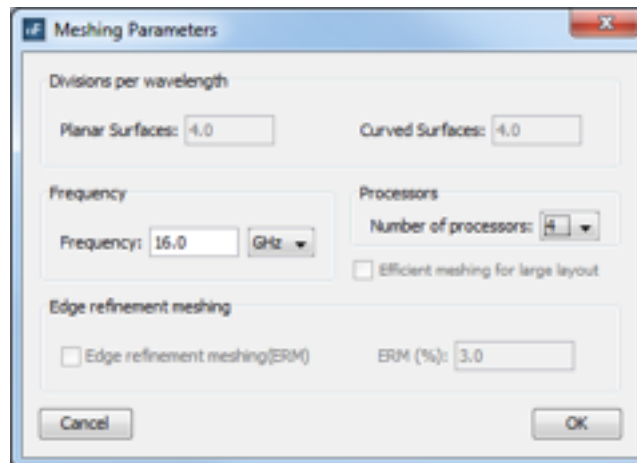 Meshing Parameters
Divisions per wavelength
Planar Surfaces: 4.0 Curved Surfaces: 4.0
Frequency Processors
Number of processors: 4
Frequency: 16.0 GHz
Efficient meshing for large layout
Edge refinement meshing
Edge refinement meshing(ERM) ERM (%): 3.0
Cancel OK